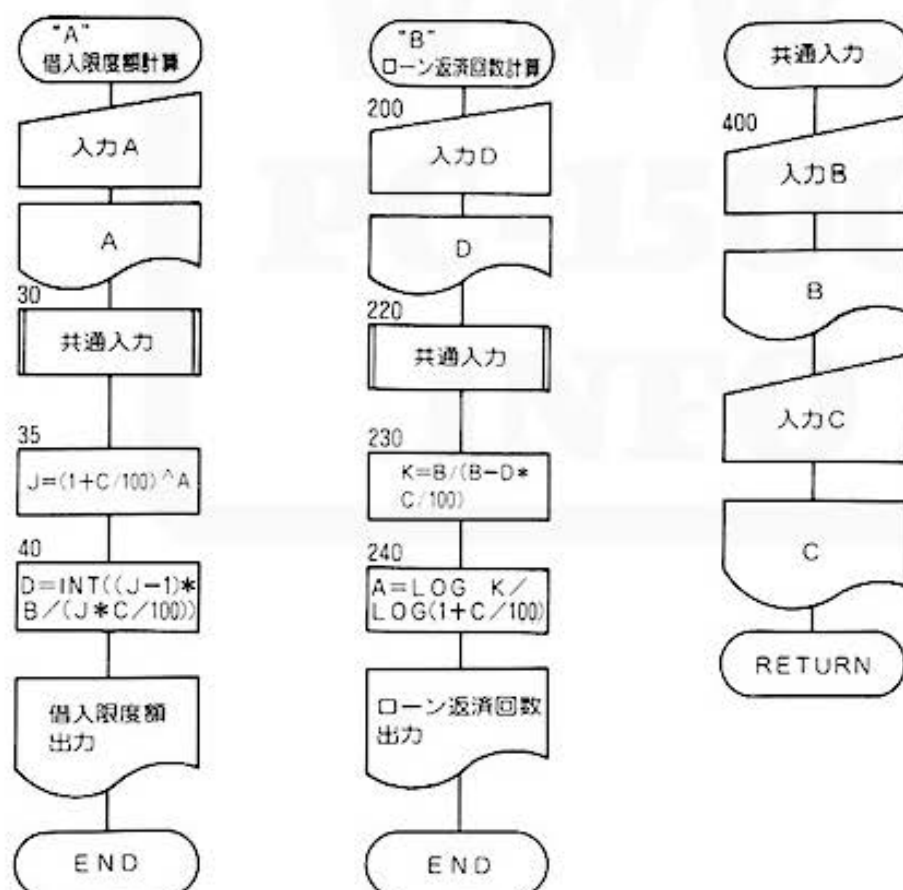 "A"
借入限度額計算
入力A
A
30
共通入力
35
J=(1+C/100)^A
40
D=INT((J-1)*
B/(J*C/100))
借入限度額
出力
END
"B"
ローン返済回数計算
200
入力D
D
220
共通入力
230
K=B/(B-D*
C/100)
240
A=LOG K/
LOG(1+C/100)
ローン返済回数
出力
END
共通入力
400
入力B
B
入力C
C
RETURN
WWW
PC-1500
INFO